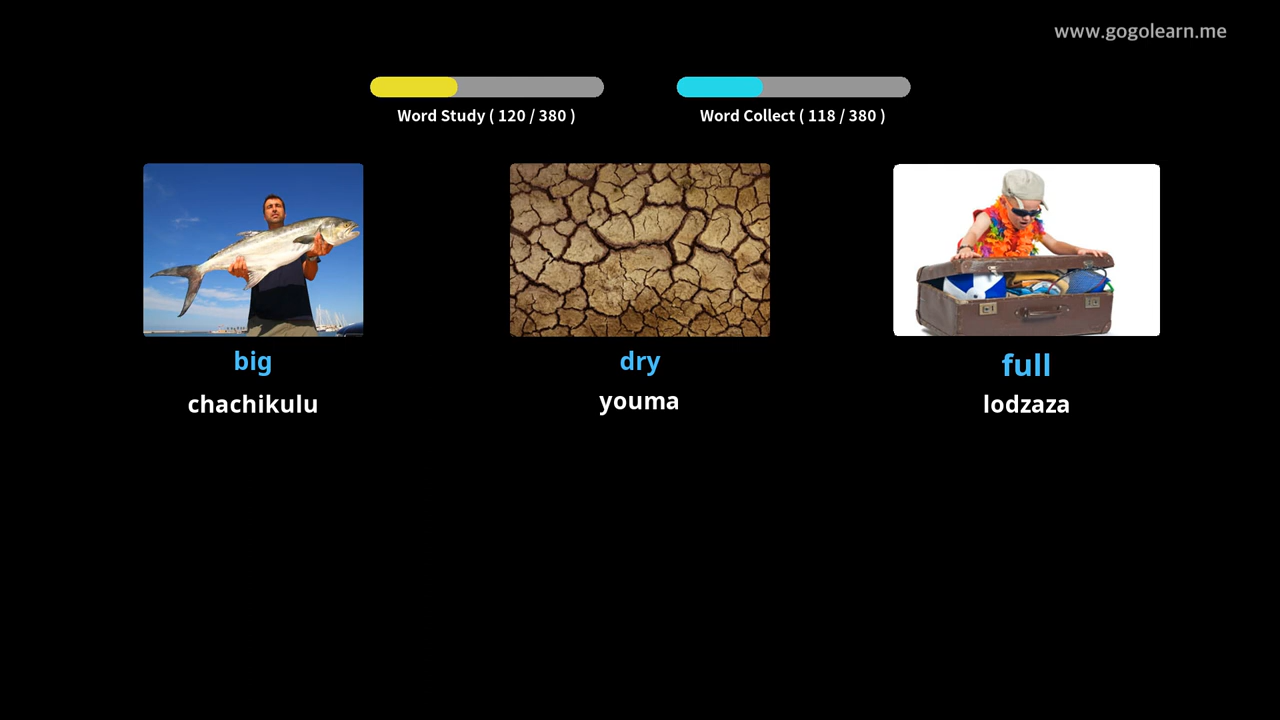 www.gogolearn.me
Word Study ( 120 / 380 )
Word Collect ( 118 / 380 )
big
dry
full
chachikulu
youma
lodzaza